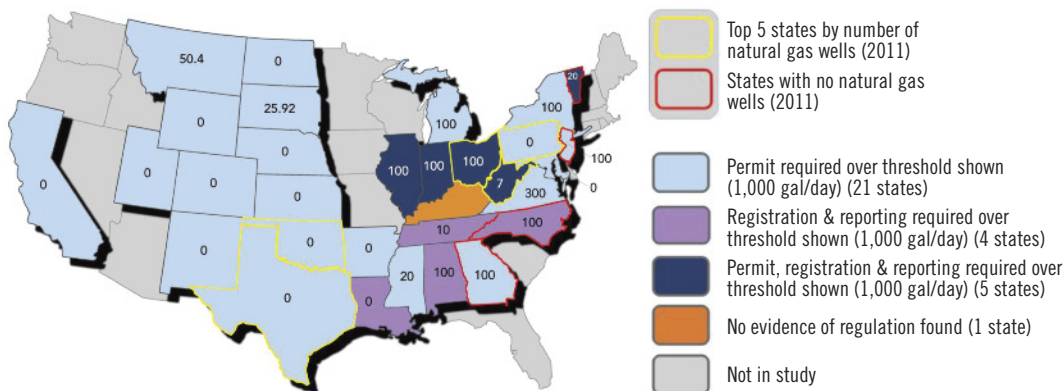 Top 5 states by number of
natural gas wells (2011)
States with no natural gas
wells (2011)
Permit required over threshold shown
(1,000 gal/day) (21 states)
Registration & reporting required over
threshold shown (1,000 gal/day) (4 states)
Permit, registration & reporting required over
threshold shown (1,000 gal/day) (5 states)
No evidence of regulation found (1 state)
Not in study
50.4
0
20
25.92
100
100
0
0
0
100
100
100
100
0
7
0
0
0
0
300
0
10
100
0
0
0
20
100
100
0
0